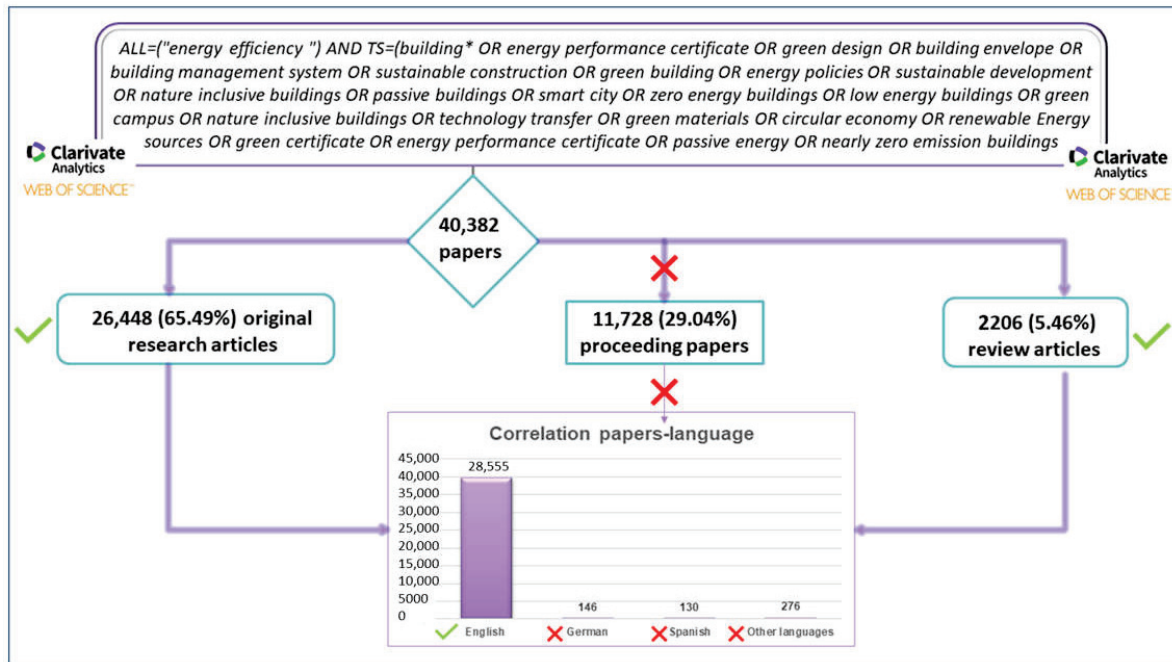 ALL=("energy efficiency ") AND TS=(building* OR energy performance certificate OR green design OR building envelope OR
building management system OR sustainable construction OR green building OR energy policies OR sustainable development
OR nature inclusive buildings OR passive buildings OR smart city OR zero energy buildings OR low energy buildings OR green
campus OR nature inclusive buildings OR technology transfer OR green materials OR circular economy OR renewable Energy
sources OR green certificate OR energy performance certificate OR passive energy OR nearly zero emission buildings
Clarivate
Analytics
WEB OF SCIENCE™
Clarivate
Analytics
WEB OF SCIENCE
40,382
papers
26,448 (65.49%) original
research articles
11,728 (29.04%)
proceeding papers
2206 (5.46%)
review articles
Correlation papers-language
45,000
40,000
35,000
30,000
25,000
20,000
15,000
10,000
5000
0
28,555
146
130
276
English
German
Spanish
Other languages